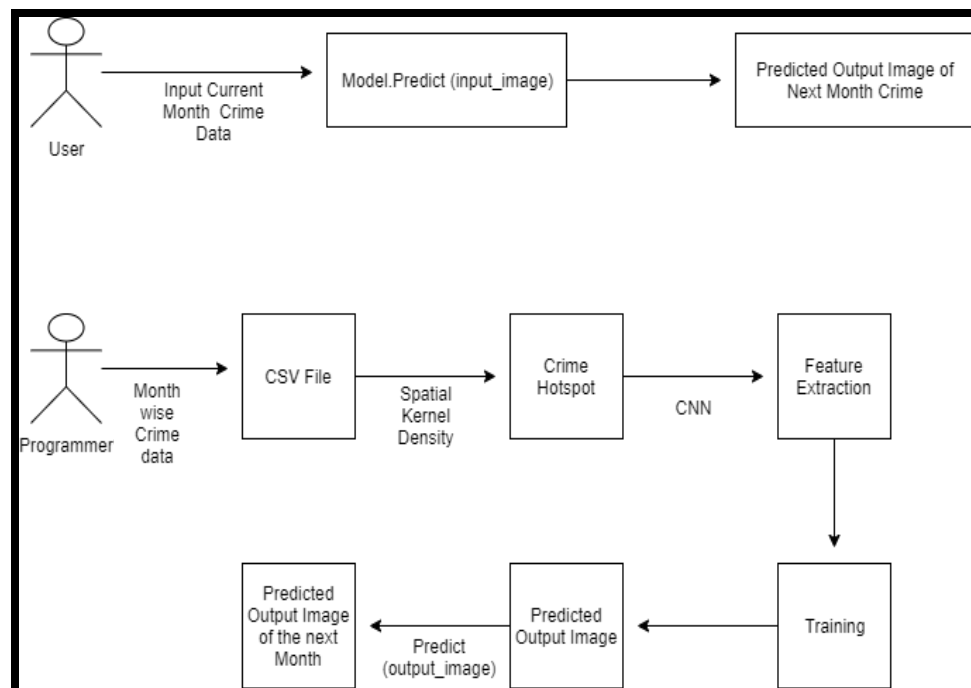 User
Input Current
Month Crime
Data
Model.Predict (input_image)
Predicted Output Image of
Next Month Crime
Programmer
Month
wise
Crime
data
CSV File
Spatial
Kernel
Density
Crime
Hotspot
CNN
Feature
Extraction
Training
Predicted
Output Image
Predict
(output_image)
Predicted
Output Image
of the next
Month